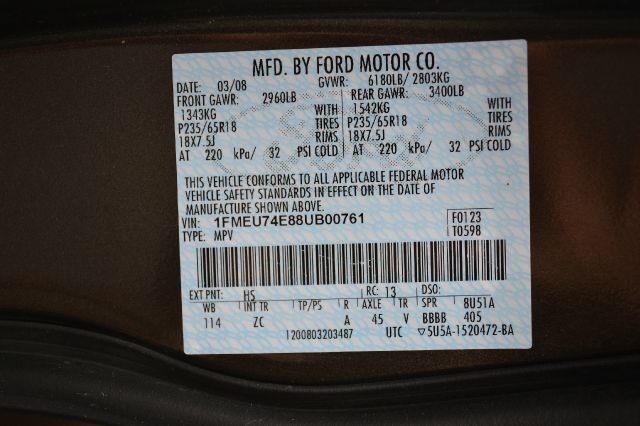 MFD. BY FORD MOTOR CO.
DATE: 03/08 GVWR: 6180LB/ 2803KG
FRONT GAWR: 2960LB REAR GAWR: 3400LB
1343KG WITH 1542KG WITH
P235/65R18 TIRES P235/65R18 TIRES
18X7.5J RIMS 18X7.5J RIMS
AT 220 kPa/ 32 PSI COLD AT 220 kPa/ 32 PSI COLD
THIS VEHICLE CONFORMS TO ALL APPLICABLE FEDERAL MOTOR
VEHICLE SAFETY STANDARDS IN EFFECT ON THE DATE OF
MANUFACTURE SHOWN ABOVE.
VIN: 1FMEU74E88UB00761 F0123
TYPE: MPV T0598
EXT PNT: HS RC: 13 DSO:
WB INT TR TP/PS R AXLE TR SPR 8U51A
114 ZC A 45 V BBBB 405
1200803203487 UTC ▽5U5A-1520472-BA